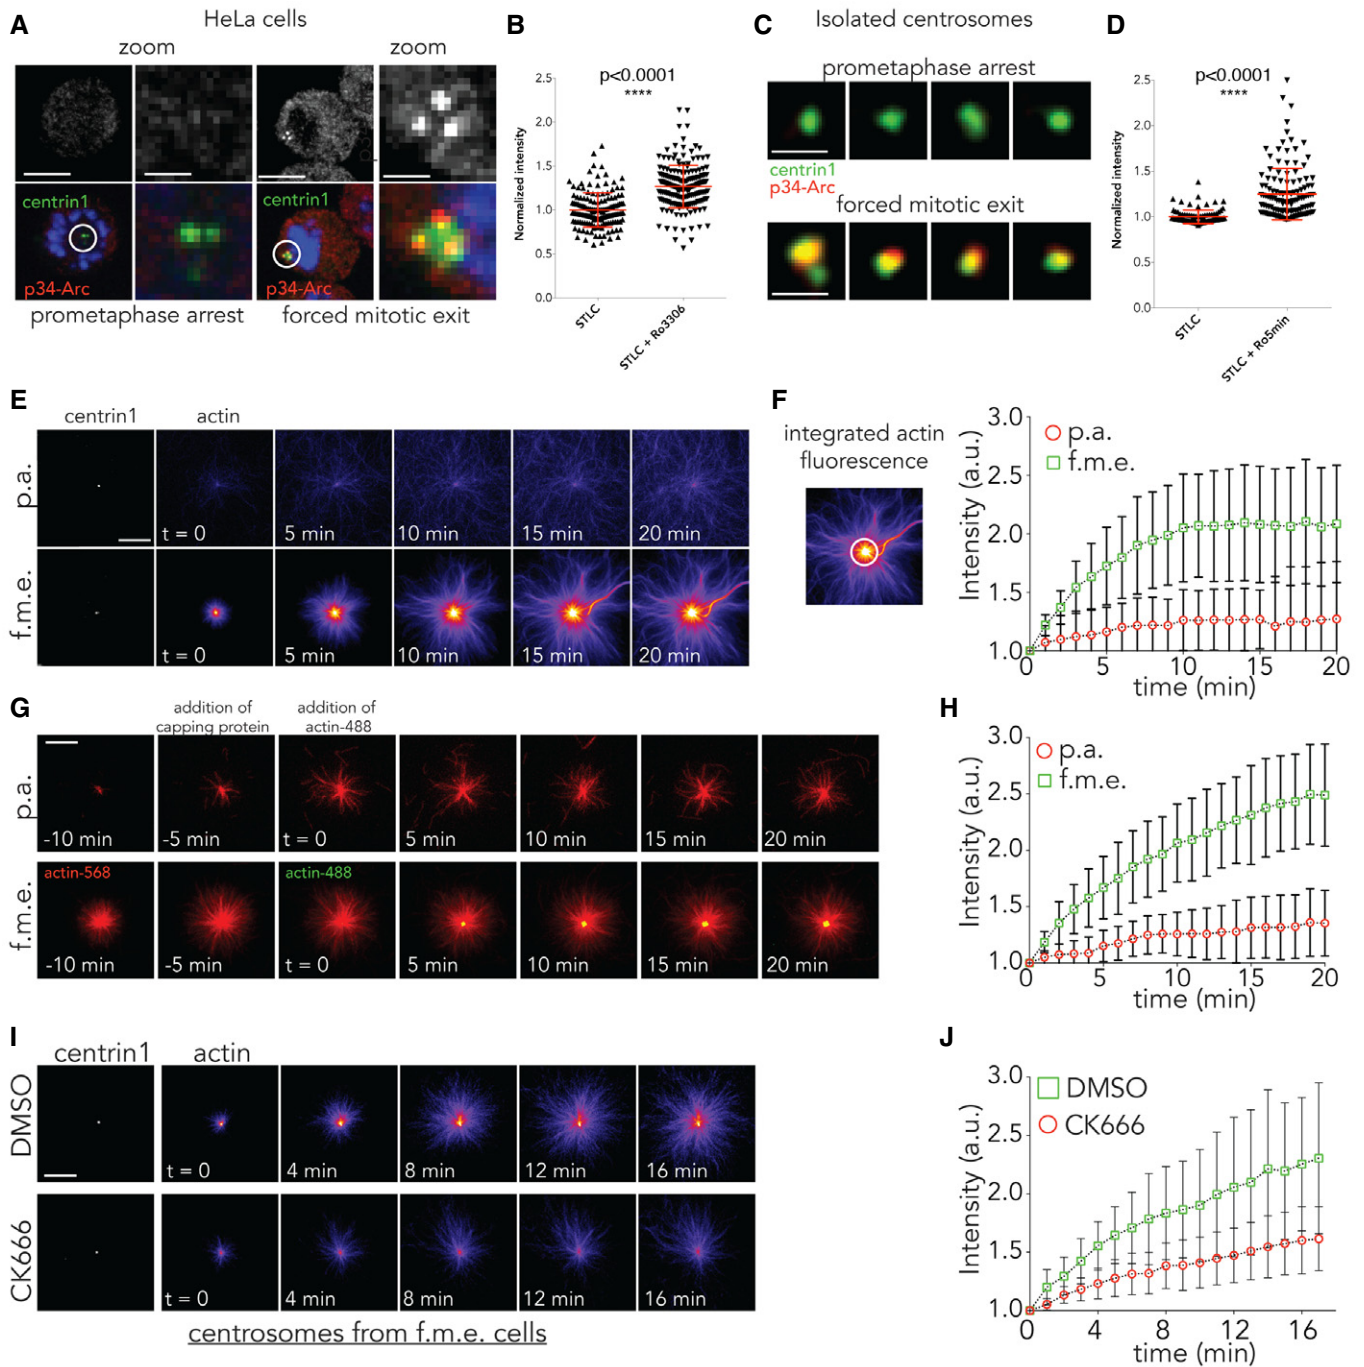 A
HeLa cells
zoom
zoom
centrin1
p34-Arc
centrin1
p34-Arc
prometaphase arrest
forced mitotic exit
B
p<0.0001
****
Normalized intensity
2.5
2.0
1.5
1.0
0.5
0.0
STLC
STLC + Ro3306
C
Isolated centrosomes
prometaphase arrest
centrin1
p34-Arc
forced mitotic exit
D
p<0.0001
****
Normalized intensity
2.5
2.0
1.5
1.0
0.5
0.0
STLC
STLC + Ro5min
E
centrin1
actin
p.a.
t = 0
5 min
10 min
15 min
20 min
f.m.e.
t = 0
5 min
10 min
15 min
20 min
F
integrated actin
fluorescence
Intensity (a.u.)
3.0
2.5
2.0
1.5
1.0
p.a.
f.m.e.
0
5
10
15
20
time (min)
G
addition of
capping protein
addition of
actin-488
p.a.
-10 min
-5 min
t = 0
5 min
10 min
15 min
20 min
f.m.e.
actin-568
actin-488
-10 min
-5 min
t = 0
5 min
10 min
15 min
20 min
H
Intensity (a.u.)
3.0
2.5
2.0
1.5
1.0
p.a.
f.m.e.
0
5
10
15
20
time (min)
I
centrin1
actin
DMSO
t = 0
4 min
8 min
12 min
16 min
CK666
t = 0
4 min
8 min
12 min
16 min
centrosomes from f.m.e. cells
J
Intensity (a.u.)
3.0
2.5
2.0
1.5
1.0
DMSO
CK666
0
4
8
12
16
time (min)